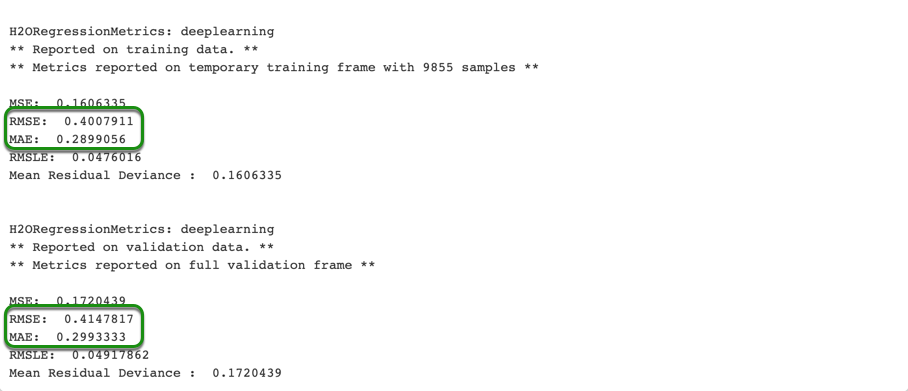 H2ORegressionMetrics: deeplearning
** Reported on training data. **
** Metrics reported on temporary training frame with 9855 samples **
MSE:  0.1606335
RMSE:  0.4007911
MAE:  0.2899056
RMSLE:  0.0476016
Mean Residual Deviance :  0.1606335
H2ORegressionMetrics: deeplearning
** Reported on validation data. **
** Metrics reported on full validation frame **
MSE:  0.1720439
RMSE:  0.4147817
MAE:  0.2993333
RMSLE:  0.04917862
Mean Residual Deviance :  0.1720439